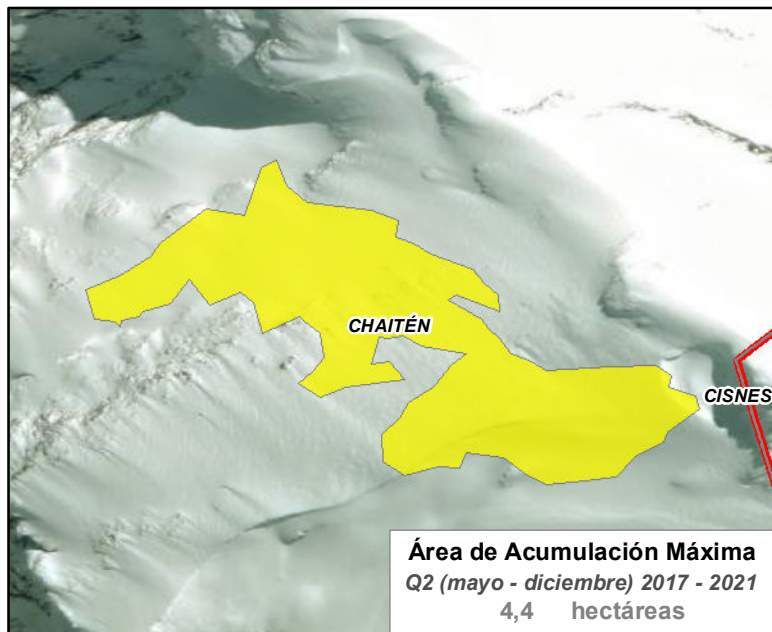 CHAITÉN
CISNES
Área de Acumulación Máxima
Q2 (mayo - diciembre) 2017 - 2021
4,4 hectáreas